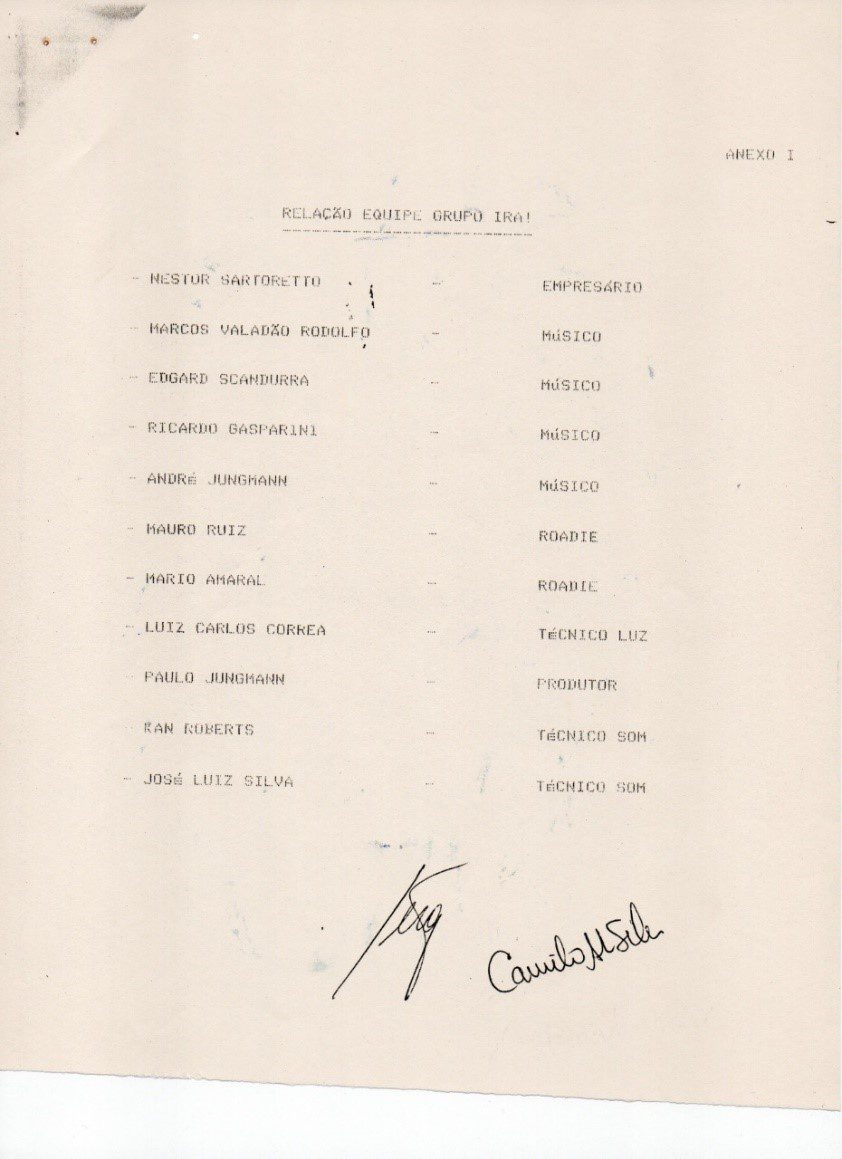 ANEXO I
RELAÇÃO EQUIPE GRUPO IRA!
- NESTOR SARTORETTO - EMPRESÁRIO
- MARCOS VALADÃO RODOLFO - MÚSICO
- EDGARD SCANDURRA - MÚSICO
- RICARDO GASPARINI - MÚSICO
- ANDRÉ JUNGMANN - MÚSICO
- MAURO RUIZ - ROADIE
- MARIO AMARAL - ROADIE
- LUIZ CARLOS CORREA - TÉCNICO LUZ
- PAULO JUNGMANN - PRODUTOR
- KAN ROBERTS - TÉCNICO SOM
- JOSÉ LUIZ SILVA - TÉCNICO SOM
Camilo